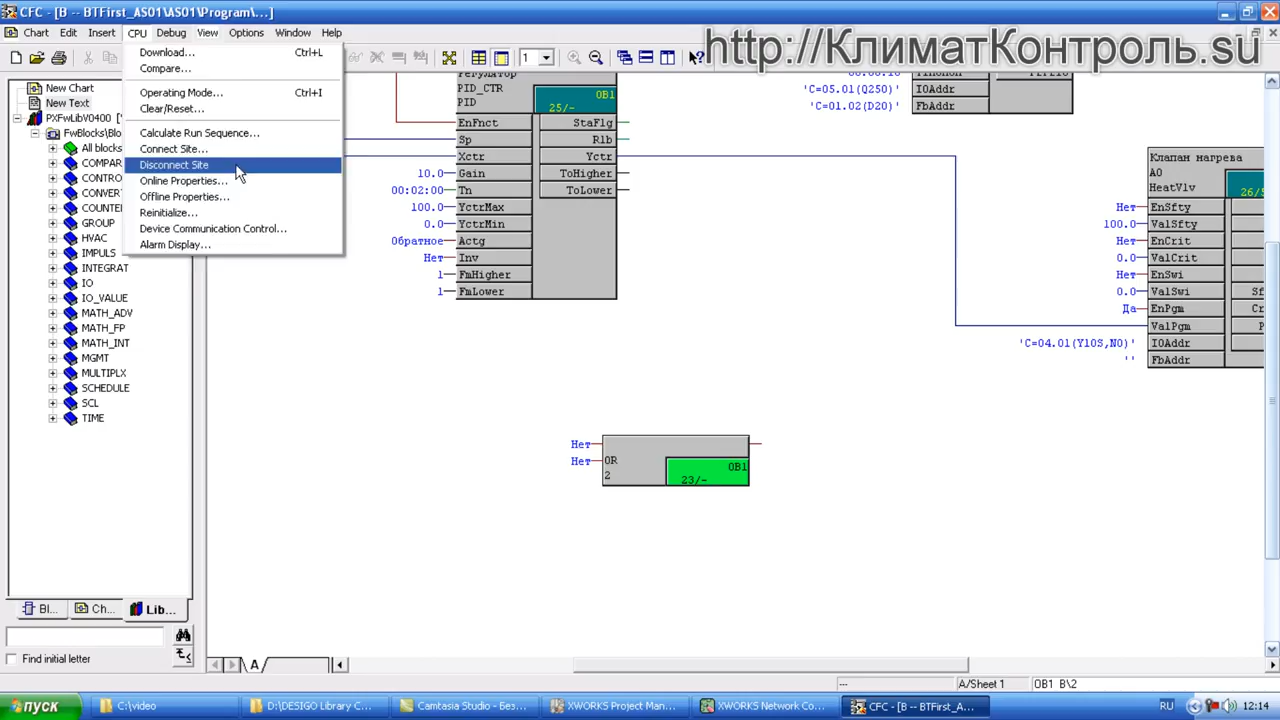 CFC - [B -- BTFirst_AS01\AS01\Program\...]
http://КлиматКонтроль.su
Chart Edit Insert CPU Debug View Options Window Help
Download... Ctrl+L
Compare...
Operating Mode... Ctrl+I
Clear/Reset...
Calculate Run Sequence...
Connect Site...
Disconnect Site
Online Properties...
Offline Properties...
Reinitialize...
Device Communication Control...
Alarm Display...
1
New Chart
New Text
PXFwLibV0400
FwBlocks\Blo
All blocks
COMPAR
CONTRO
CONVER
COUNTE
GROUP
HVAC
IMPULS
INTEGRAT
IO
IO_VALUE
MATH_ADV
MATH_FP
MATH_INT
MGMT
MULTIPLX
SCHEDULE
SCL
TIME
Bl... Ch... Lib...
Find initial letter
Регулятор
PID_CTR
PID
OB1
25/-
EnFnct StaFlg
Sp Rlb
Xctr Yctr
10.0 Gain ToHigher
00:02:00 Tn ToLower
100.0 YctrMax
0.0 YctrMin
Обратное Actg
Нет Inv
1 FmHigher
1 FmLower
'C=05.01(Q250)' IOAddr
'C=01.02(D20)' FbAddr
Клапан нагрева
AO
HeatVlv
26/5
Нет EnSfty
100.0 ValSfty
Нет EnCrit
0.0 ValCrit
Нет EnSwi
0.0 ValSwi
Да EnPgm
ValPgm
'C=04.01(Y10S,NO)' IOAddr
'' FbAddr
Нет
Нет OR
2
OB1
23/-
A
--- A/Sheet 1 OB1 B\2
пуск C:\video D:\DESIGO Library C... Camtasia Studio - Без... XWORKS Project Man... XWORKS Network Co... CFC - [B -- BTFirst_A... RU 12:14